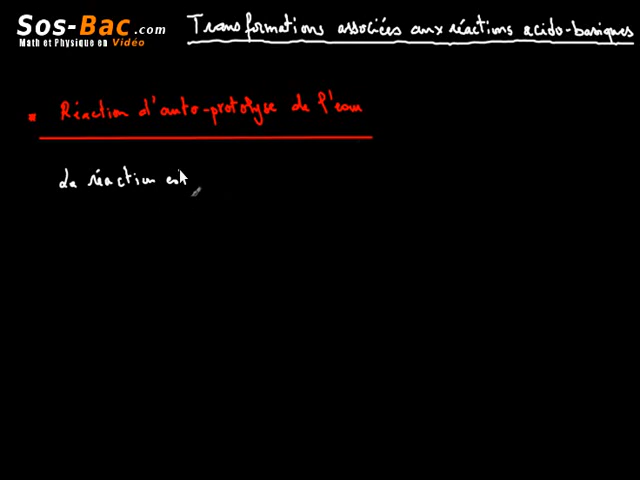 Sos-Bac.com
Math et Physique en Vidéo
Transformations associées aux réactions acido-basiques
* Réaction d'auto-protolyse de l'eau
La réaction est